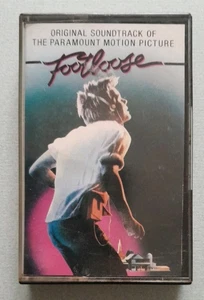 ORIGINAL SOUNDTRACK OF
THE PARAMOUNT MOTION PICTURE
Footloose